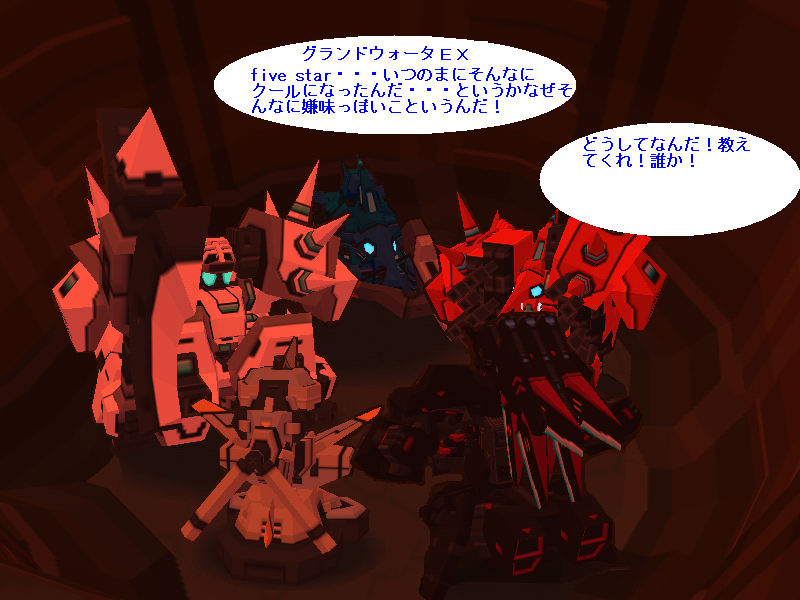 グランドウォータＥＸ
five star・・・いつのまにそんなに
クールになったんだ・・・というかなぜそ
んなに嫌味っぽいこというんだ！
どうしてなんだ！教え
てくれ！誰か！